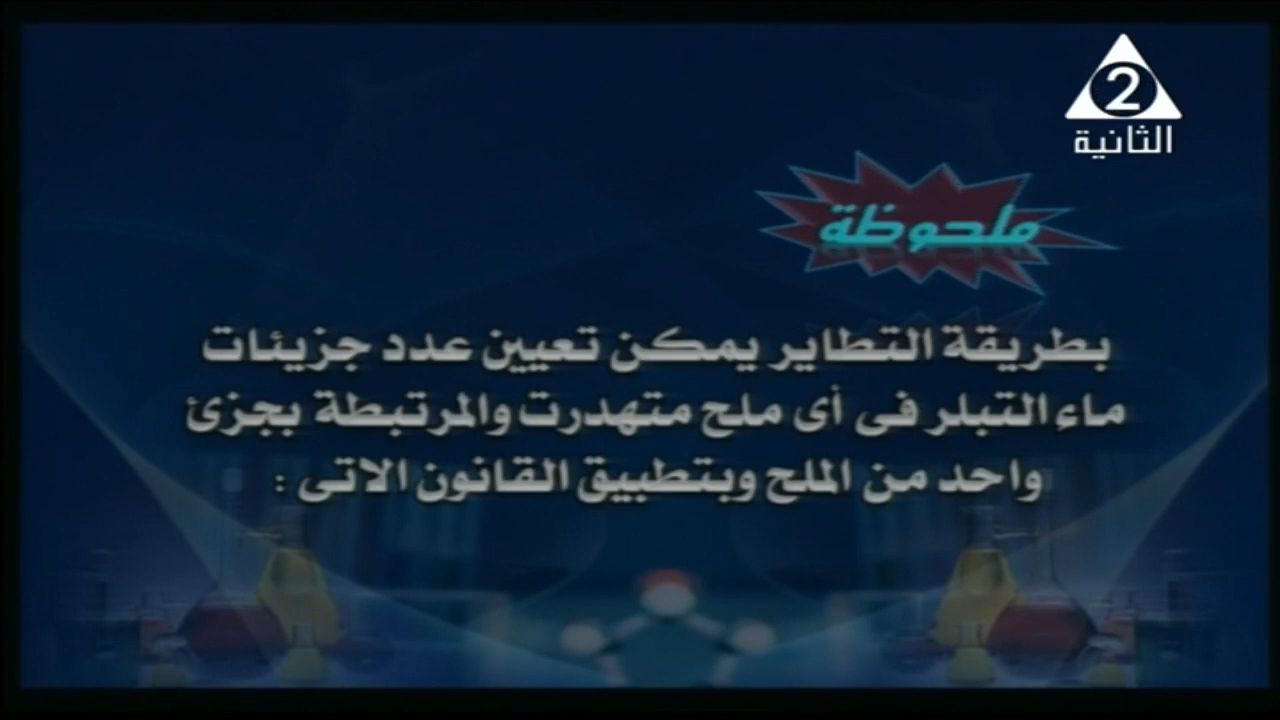 2
الثانية
ملحوظة
بطريقة التطاير يمكن تعيين عدد جزيئات
ماء التبلر فى أى ملح متهدرت والمرتبطة بجزئ
واحد من الملح وبتطبيق القانون الاتى :